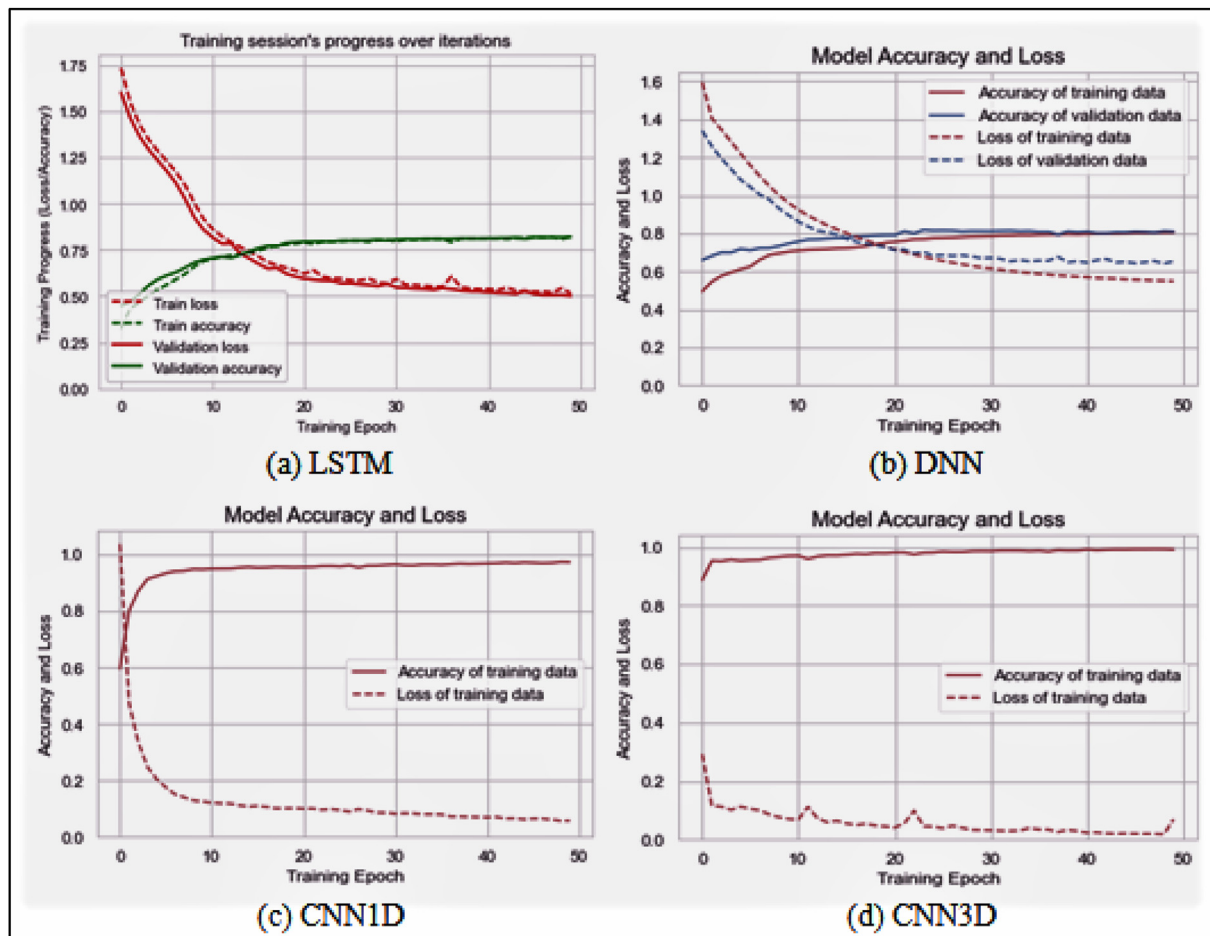 Training session's progress over iterations
Training Progress (Loss/Accuracy)
1.75
1.50
1.25
1.00
0.75
0.50
0.25
0.00
Train loss
Train accuracy
Validation loss
Validation accuracy
0 10 20 30 40 50
Training Epoch
(a) LSTM
Model Accuracy and Loss
Accuracy and Loss
1.6
1.4
1.2
1.0
0.8
0.6
0.4
0.2
0.0
Accuracy of training data
Accuracy of validation data
Loss of training data
Loss of validation data
0 10 20 30 40 50
Training Epoch
(b) DNN
Model Accuracy and Loss
Accuracy and Loss
1.0
0.8
0.6
0.4
0.2
0.0
Accuracy of training data
Loss of training data
0 10 20 30 40 50
Training Epoch
(c) CNN1D
Model Accuracy and Loss
Accuracy and Loss
1.0
0.8
0.6
0.4
0.2
0.0
Accuracy of training data
Loss of training data
0 10 20 30 40 50
Training Epoch
(d) CNN3D